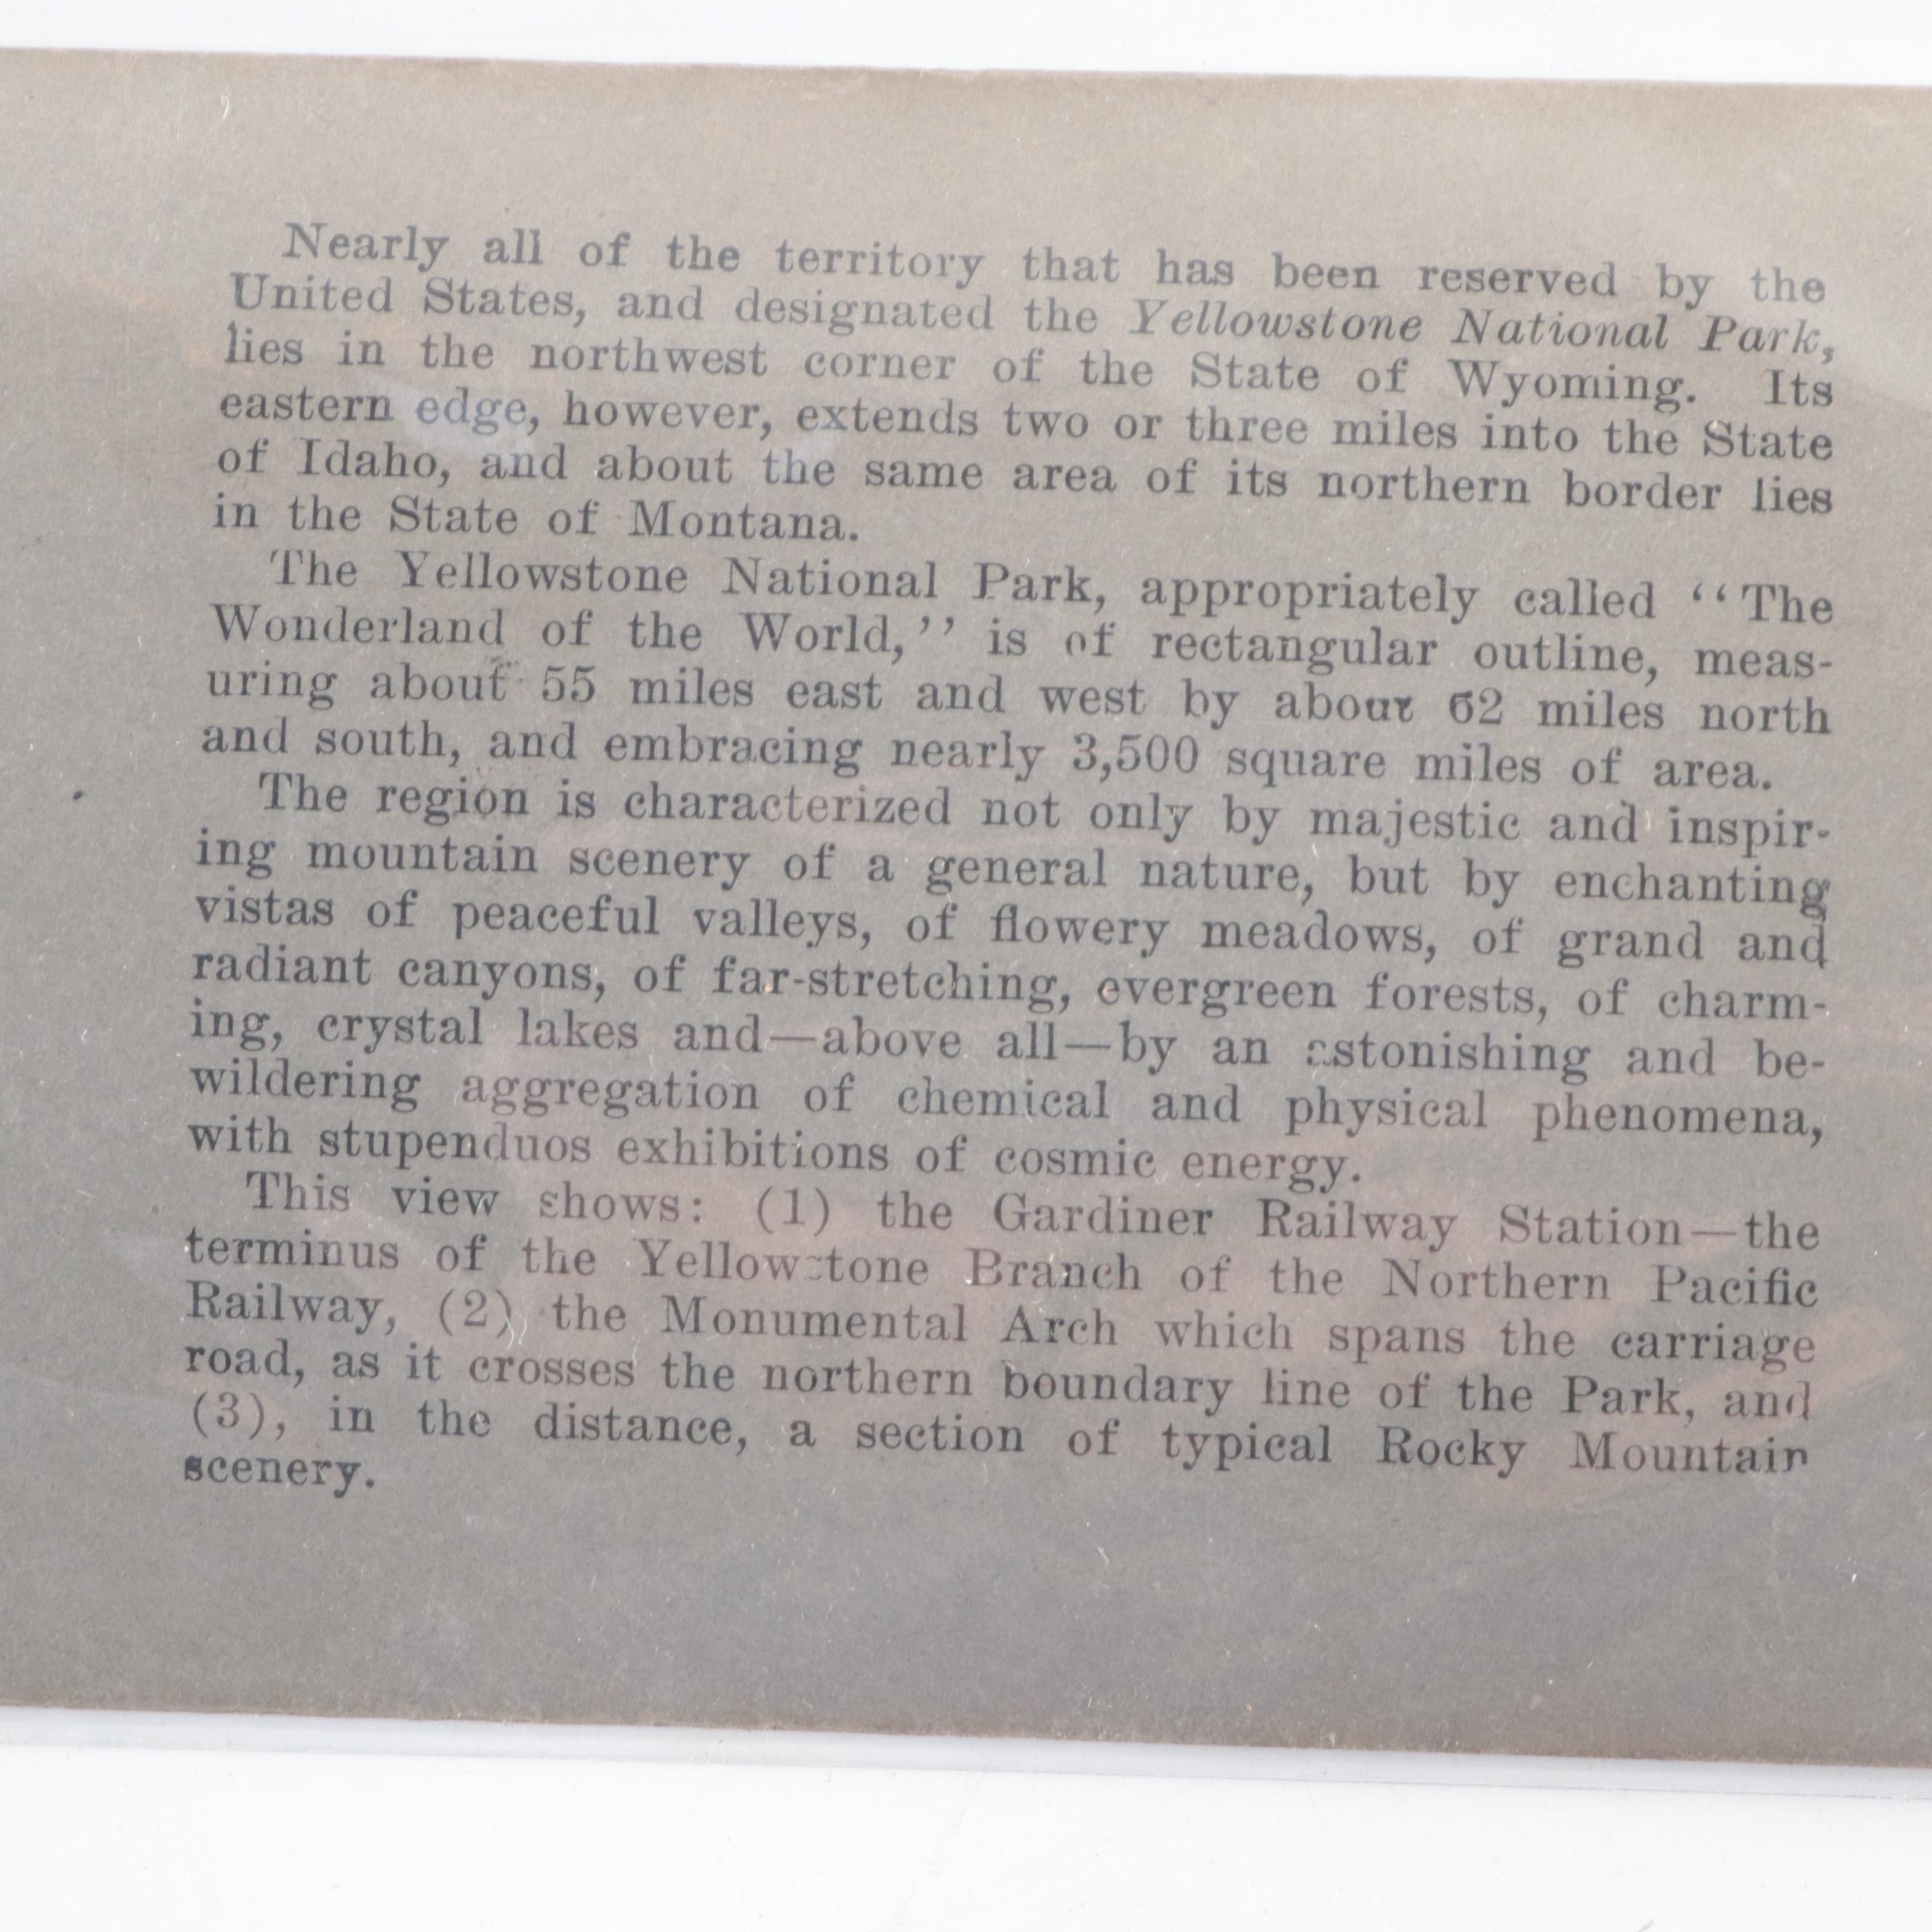 Nearly all of the territory that has been reserved by the
United States, and designated the Yellowstone National Park,
lies in the northwest corner of the State of Wyoming. Its
eastern edge, however, extends two or three miles into the State
of Idaho, and about the same area of its northern border lies
in the State of Montana.
The Yellowstone National Park, appropriately called “The
Wonderland of the World,” is of rectangular outline, meas-
uring about 55 miles east and west by about 62 miles north
and south, and embracing nearly 3,500 square miles of area.
The region is characterized not only by majestic and inspir-
ing mountain scenery of a general nature, but by enchanting
vistas of peaceful valleys, of flowery meadows, of grand and
radiant canyons, of far-stretching, evergreen forests, of charm-
ing, crystal lakes and—above all—by an astonishing and be-
wildering aggregation of chemical and physical phenomena,
with stupenduos exhibitions of cosmic energy.
This view shows: (1) the Gardiner Railway Station—the
terminus of the Yellowstone Branch of the Northern Pacific
Railway, (2) the Monumental Arch which spans the carriage
road, as it crosses the northern boundary line of the Park, and
(3), in the distance, a section of typical Rocky Mountain
scenery.